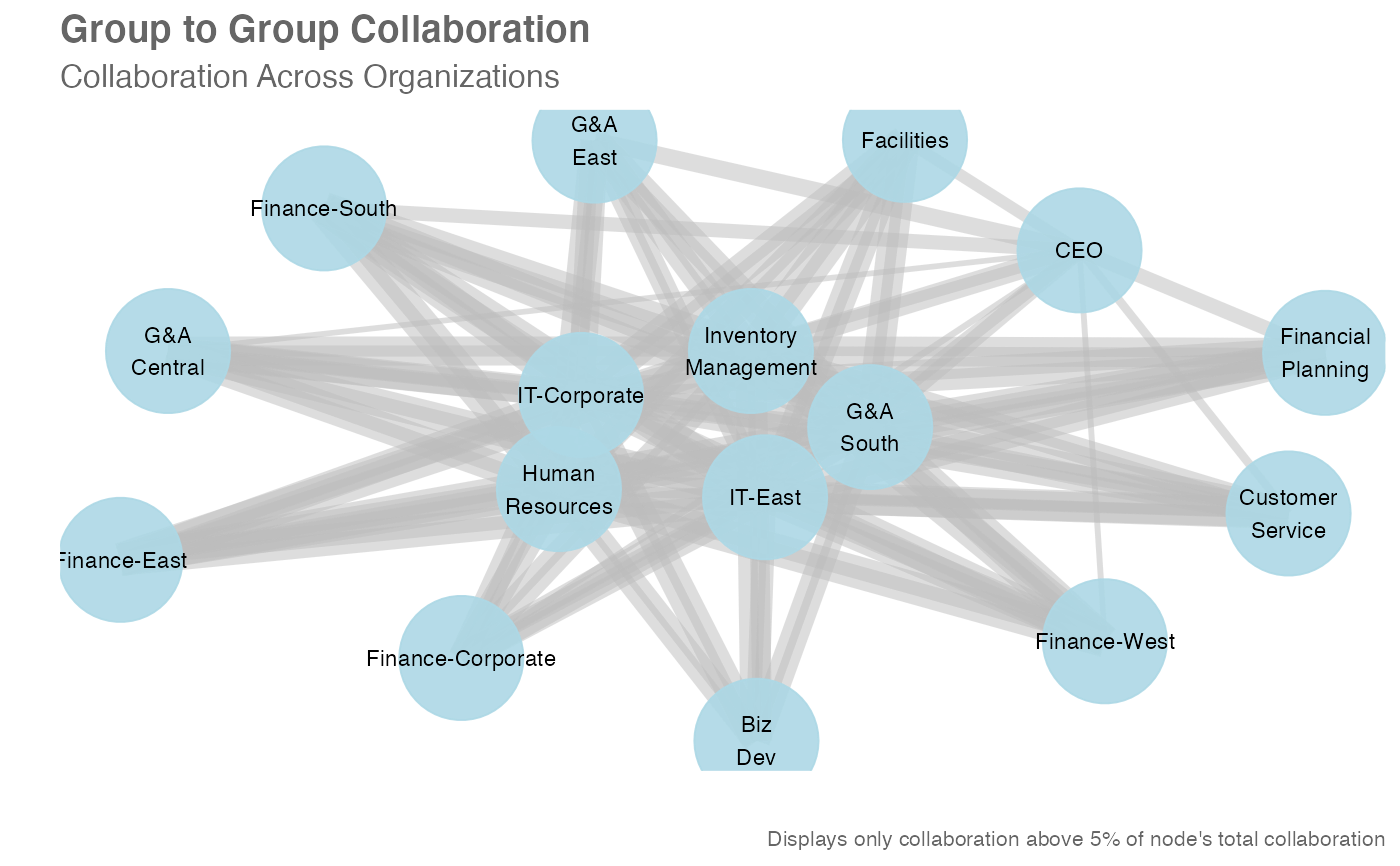 Group to Group Collaboration
Collaboration Across Organizations
G&A
East
Facilities
Finance-South
CEO
G&A
Central
Inventory
Management
Financial
Planning
IT-Corporate
G&A
South
Human
Resources
IT-East
Customer
Service
Finance-East
Finance-Corporate
Finance-West
Biz
Dev
Displays only collaboration above 5% of node's total collaboration